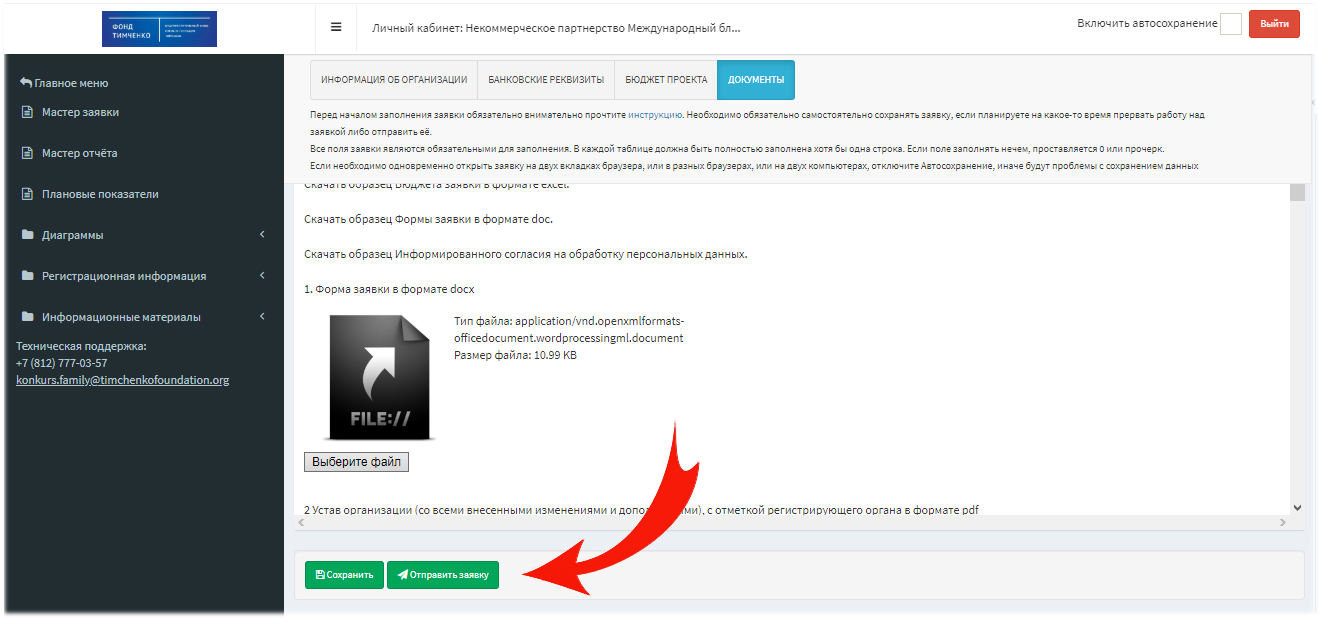 ФОНД
ТИМЧЕНКО
Личный кабинет: Некоммерческое партнерство Международный бл...
Включить автосохранение
Выйти
Главное меню
Мастер заявки
Мастер отчёта
Плановые показатели
Диаграммы
Регистрационная информация
Информационные материалы
Техническая поддержка:
+7 (812) 777-03-57
konkurs.family@timchenkofoundation.org
ИНФОРМАЦИЯ ОБ ОРГАНИЗАЦИИ
БАНКОВСКИЕ РЕКВИЗИТЫ
БЮДЖЕТ ПРОЕКТА
ДОКУМЕНТЫ
Перед началом заполнения заявки обязательно внимательно прочтите инструкцию. Необходимо обязательно самостоятельно сохранять заявку, если планируете на какое-то время прервать работу над
заявкой либо отправить её.
Все поля заявки являются обязательными для заполнения. В каждой таблице должна быть полностью заполнена хотя бы одна строка. Если поле заполнять нечем, проставляется 0 или прочерк.
Если необходимо одновременно открыть заявку на двух вкладках браузера, или в разных браузерах, или на двух компьютерах, отключите Автосохранение, иначе будут проблемы с сохранением данных
Скачать образец Бюджета заявки в формате excel.
Скачать образец Формы заявки в формате doc.
Скачать образец Информированного согласия на обработку персональных данных.
1. Форма заявки в формате docx
Тип файла: application/vnd.openxmlformats-
officedocument.wordprocessingml.document
Размер файла: 10.99 KB
FILE://
Выберите файл
2 Устав организации (со всеми внесенными изменениями и ми), с отметкой регистрирующего органа в формате pdf
Сохранить
Отправить заявку